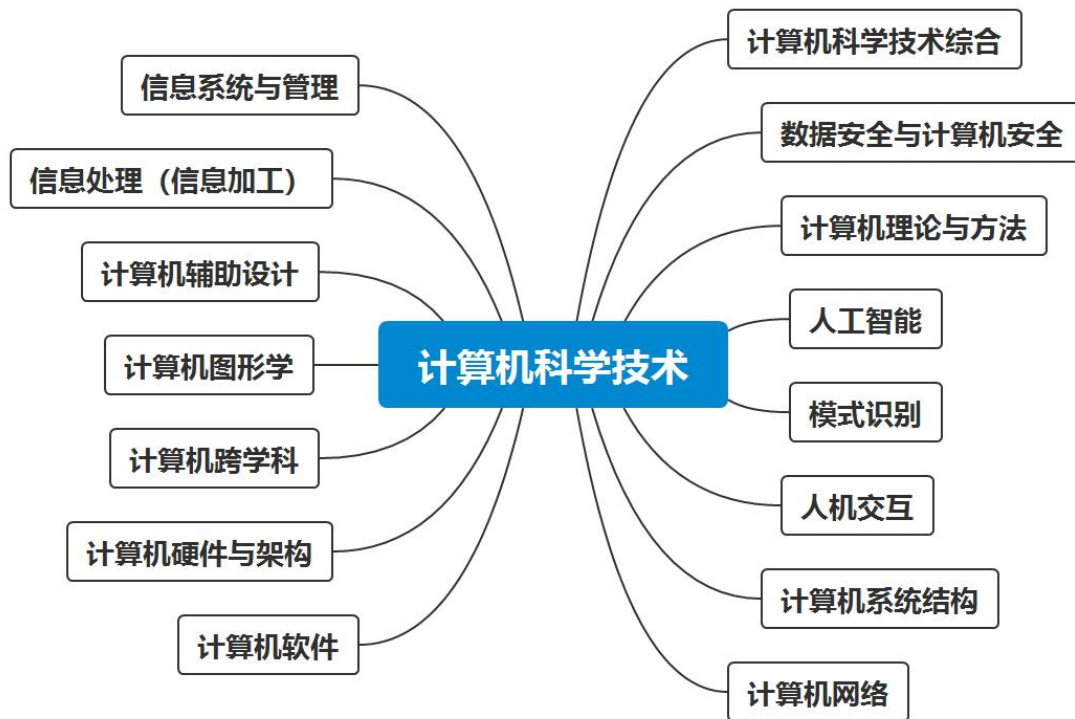 计算机科学技术
计算机科学技术综合
数据安全与计算机安全
计算机理论与方法
人工智能
模式识别
人机交互
计算机系统结构
计算机网络
信息系统与管理
信息处理（信息加工）
计算机辅助设计
计算机图形学
计算机跨学科
计算机硬件与架构
计算机软件